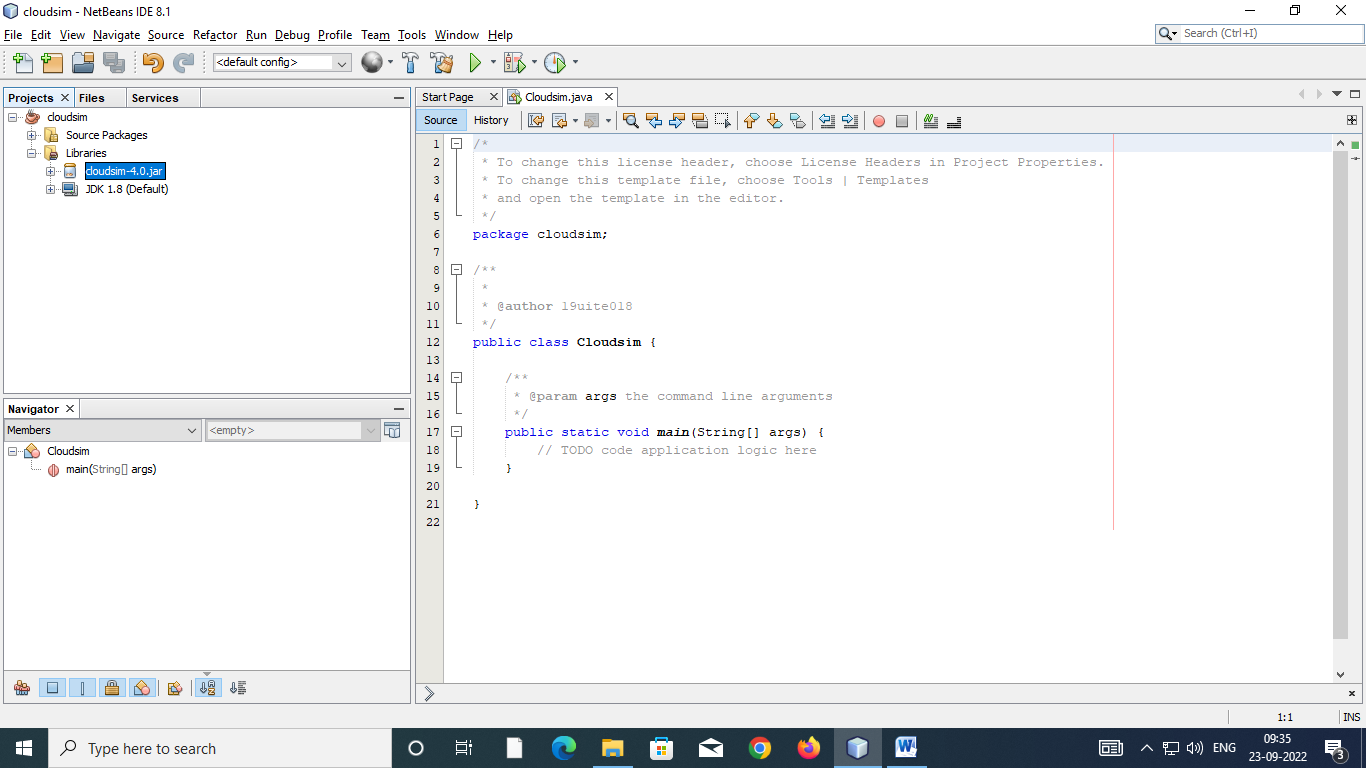 cloudsim - NetBeans IDE 8.1
File Edit View Navigate Source Refactor Run Debug Profile Team Tools Window Help
Search (Ctrl+I)
<default config>
Projects Files Services
cloudsim
Source Packages
Libraries
cloudsim-4.0.jar
JDK 1.8 (Default)
Navigator
Members <empty>
Cloudsim
main(String[] args)
Start Page Cloudsim.java
Source History
1 /*
2 * To change this license header, choose License Headers in Project Properties.
3 * To change this template file, choose Tools | Templates
4 * and open the template in the editor.
5 */
6 package cloudsim;
7
8 /**
9 *
10 * @author 19uite018
11 */
12 public class Cloudsim {
13
14 /**
15 * @param args the command line arguments
16 */
17 public static void main(String[] args) {
18 // TODO code application logic here
19 }
20
21 }
22
1:1 INS
Type here to search
ENG
09:35
23-09-2022
3